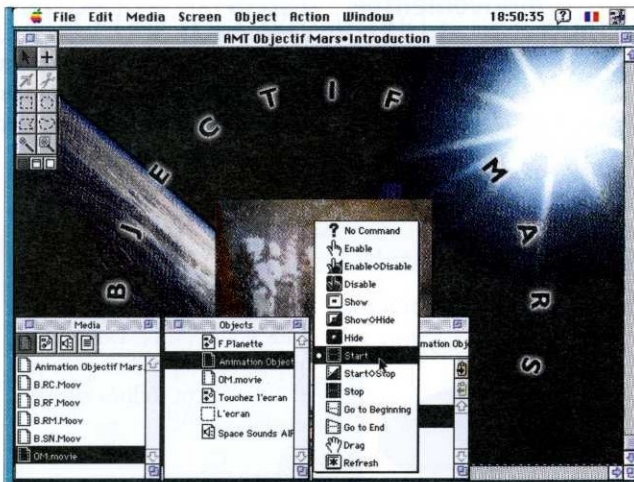 File Edit Media Screen Object Action Window 18:50:35
AMT Objectif Mars•Introduction
B J E C T I F M A R S
? No Command
Enable
Enable◇Disable
Disable
Show
Show◇Hide
Hide
Start
Start◇Stop
Stop
Go to Beginning
Go to End
Drag
Refresh
Media
Animation Objectif Mars
B.RC.Moov
B.RF.Moov
B.RM.Moov
B.SN.Moov
OM.movie
Objects
F.Planette
Animation Object
OM.movie
Touchez l'ecran
L'ecran
Space Sounds AIF
mation Obj